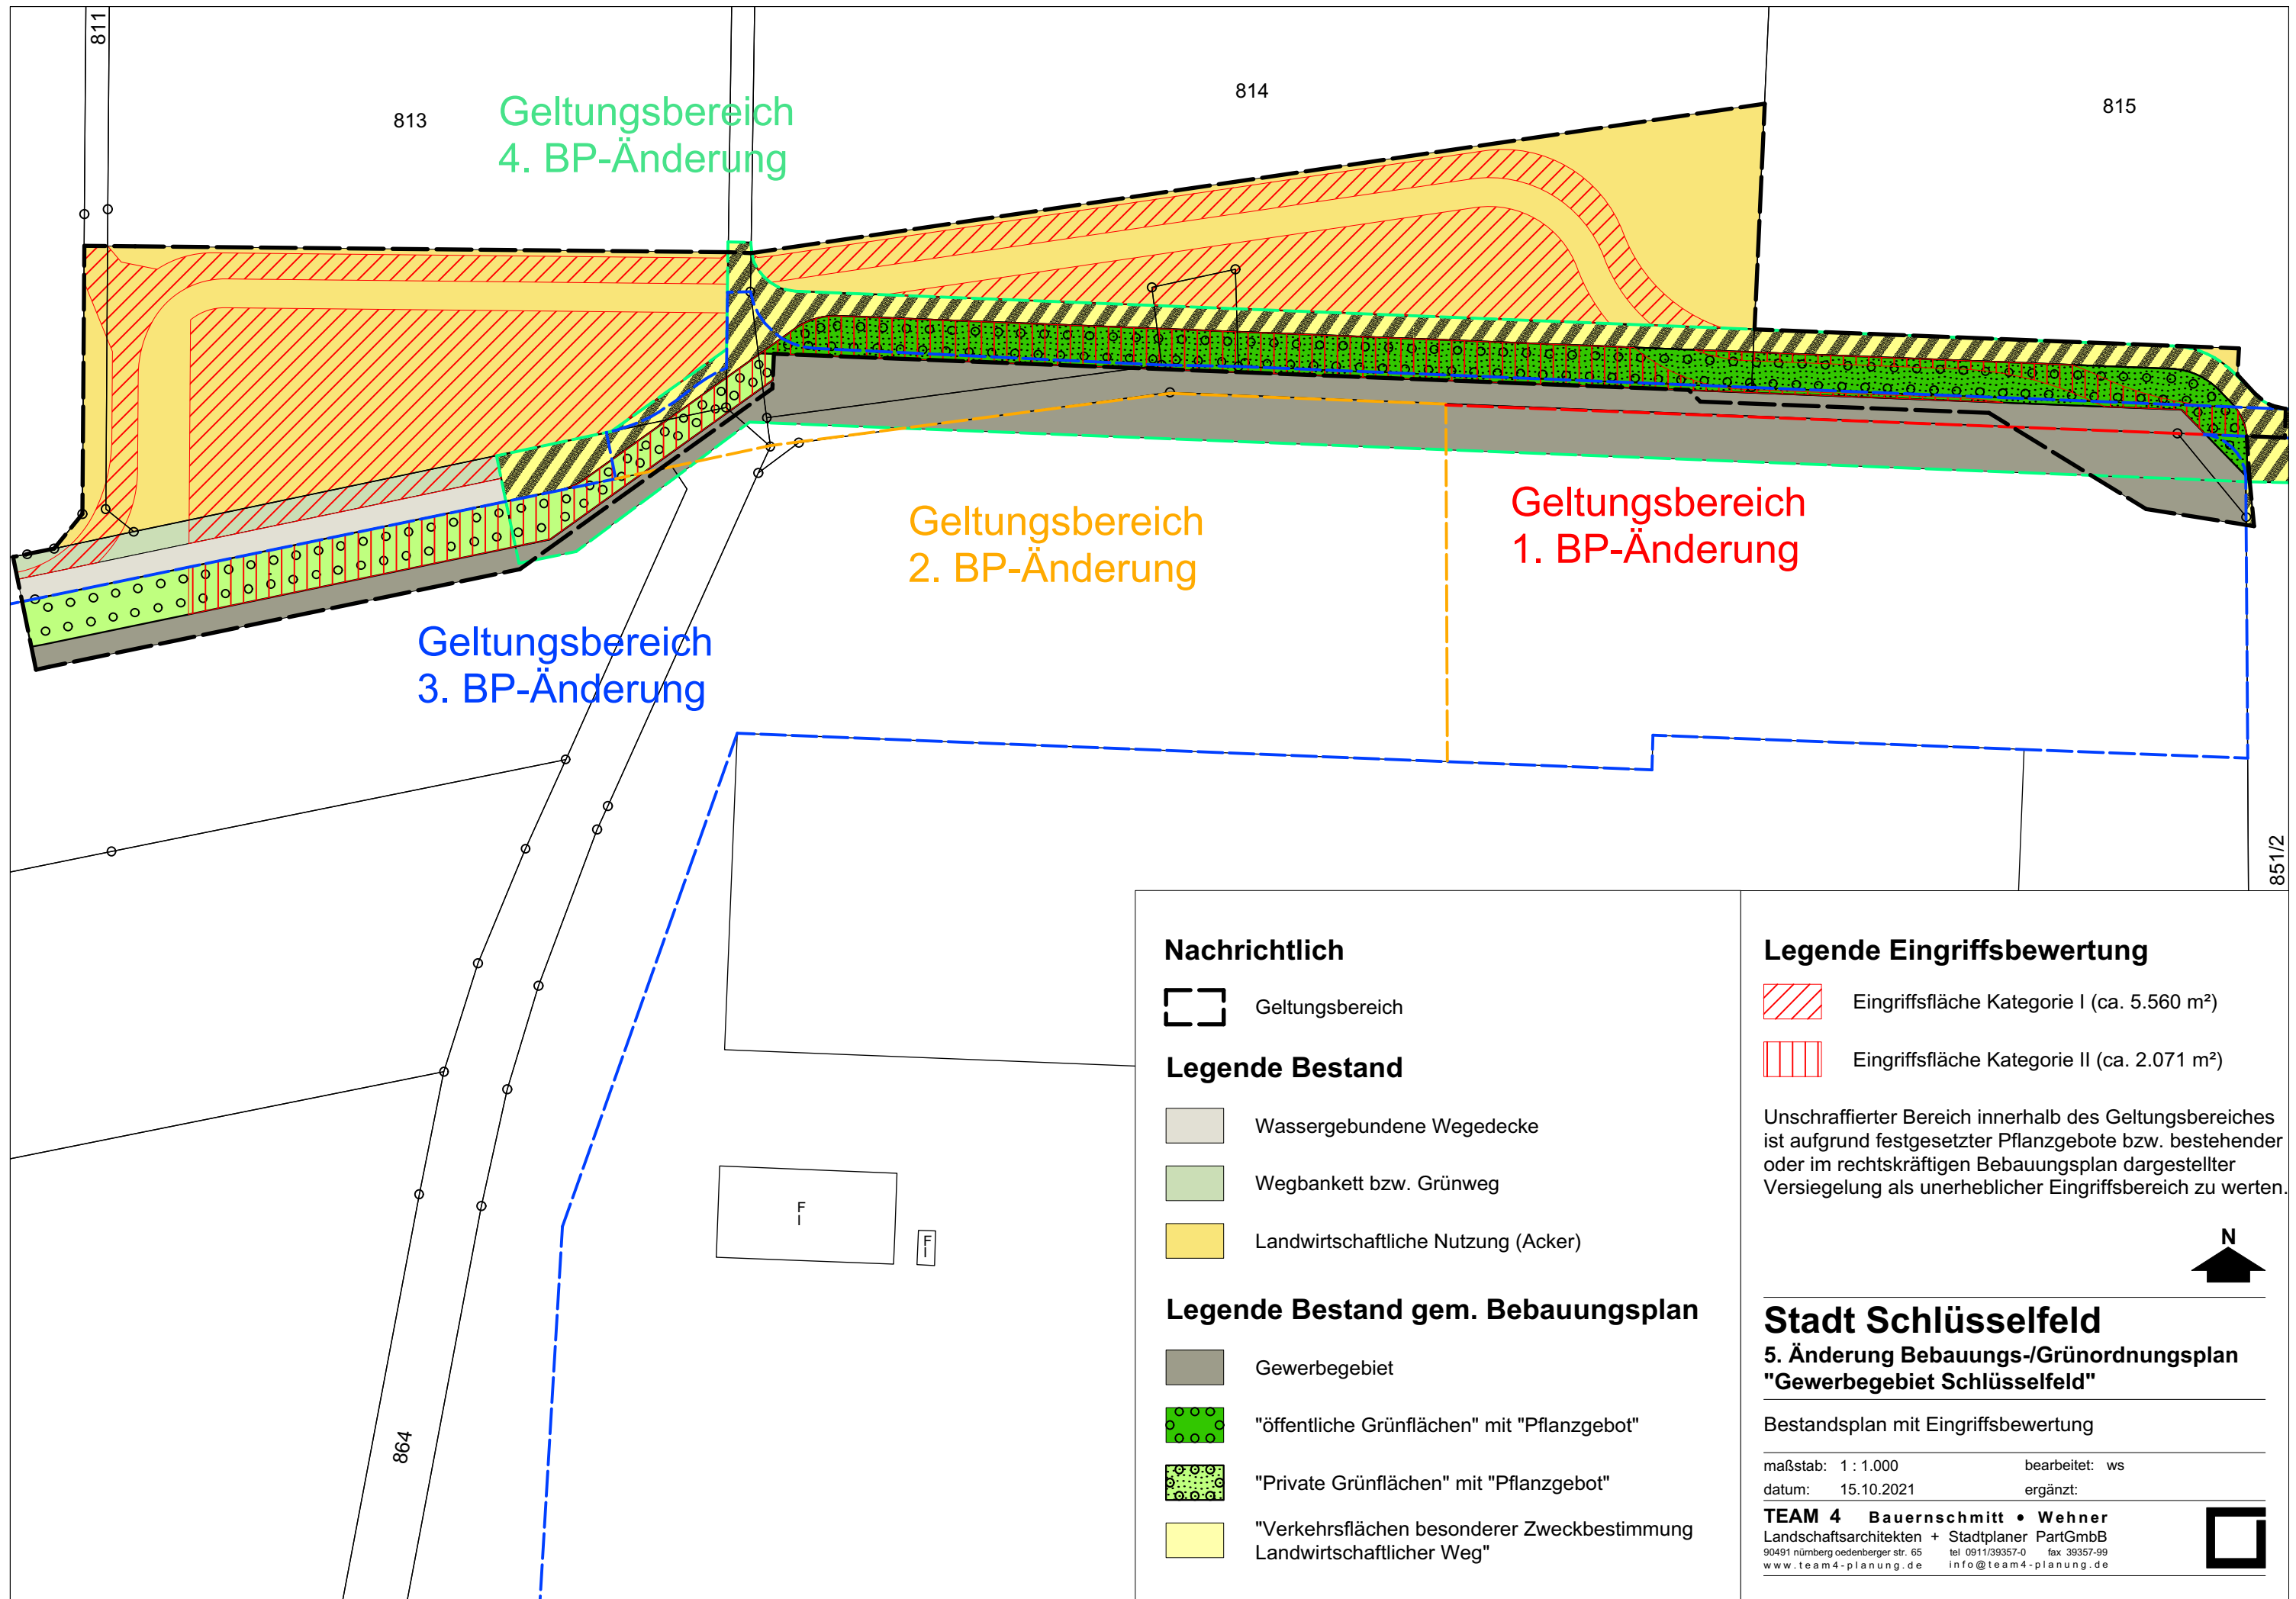 811
813
814
815
Geltungsbereich
4. BP-Änderung
Geltungsbereich
2. BP-Änderung
Geltungsbereich
1. BP-Änderung
Geltungsbereich
3. BP-Änderung
851/2
864
F
I
F
I
Nachrichtlich
Geltungsbereich
Legende Bestand
Wassergebundene Wegedecke
Wegbankett bzw. Grünweg
Landwirtschaftliche Nutzung (Acker)
Legende Bestand gem. Bebauungsplan
Gewerbegebiet
"öffentliche Grünflächen" mit "Pflanzgebot"
"Private Grünflächen" mit "Pflanzgebot"
"Verkehrsflächen besonderer Zweckbestimmung
Landwirtschaftlicher Weg"
Legende Eingriffsbewertung
Eingriffsfläche Kategorie I (ca. 5.560 m²)
Eingriffsfläche Kategorie II (ca. 2.071 m²)
Unschraffierter Bereich innerhalb des Geltungsbereiches
ist aufgrund festgesetzter Pflanzgebote bzw. bestehender
oder im rechtskräftigen Bebauungsplan dargestellter
Versiegelung als unerheblicher Eingriffsbereich zu werten.
N
Stadt Schlüsselfeld
5. Änderung Bebauungs-/Grünordnungsplan
"Gewerbegebiet Schlüsselfeld"
Bestandsplan mit Eingriffsbewertung
maßstab: 1 : 1.000 bearbeitet: ws
datum: 15.10.2021 ergänzt:
TEAM 4 Bauernschmitt • Wehner
Landschaftsarchitekten + Stadtplaner PartGmbB
90491 nürnberg oedenberger str. 65 tel 0911/39357-0 fax 39357-99
www.team4-planung.de info@team4-planung.de